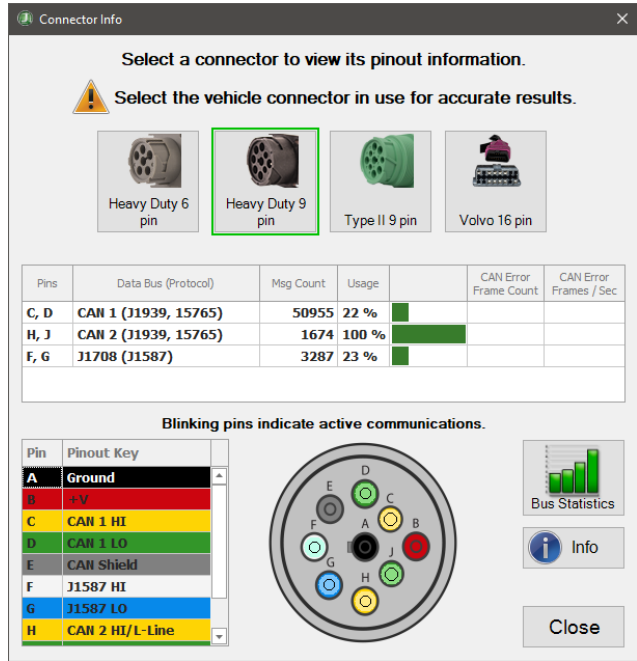 Connector Info
Select a connector to view its pinout information.
Select the vehicle connector in use for accurate results.
Heavy Duty 6
pin
Heavy Duty 9
pin
Type II 9 pin
Volvo 16 pin
Pins Data Bus (Protocol) Msg Count Usage CAN Error Frame Count CAN Error Frames / Sec
C, D CAN 1 (J1939, 15765) 50955 22 %
H, J CAN 2 (J1939, 15765) 1674 100 %
F, G J1708 (J1587) 3287 23 %
Blinking pins indicate active communications.
Pin Pinout Key
A Ground
B +V
C CAN 1 HI
D CAN 1 LO
E CAN Shield
F J1587 HI
G J1587 LO
H CAN 2 HI/L-Line
D
E
C
F
A
B
G
J
H
Bus Statistics
Info
Close